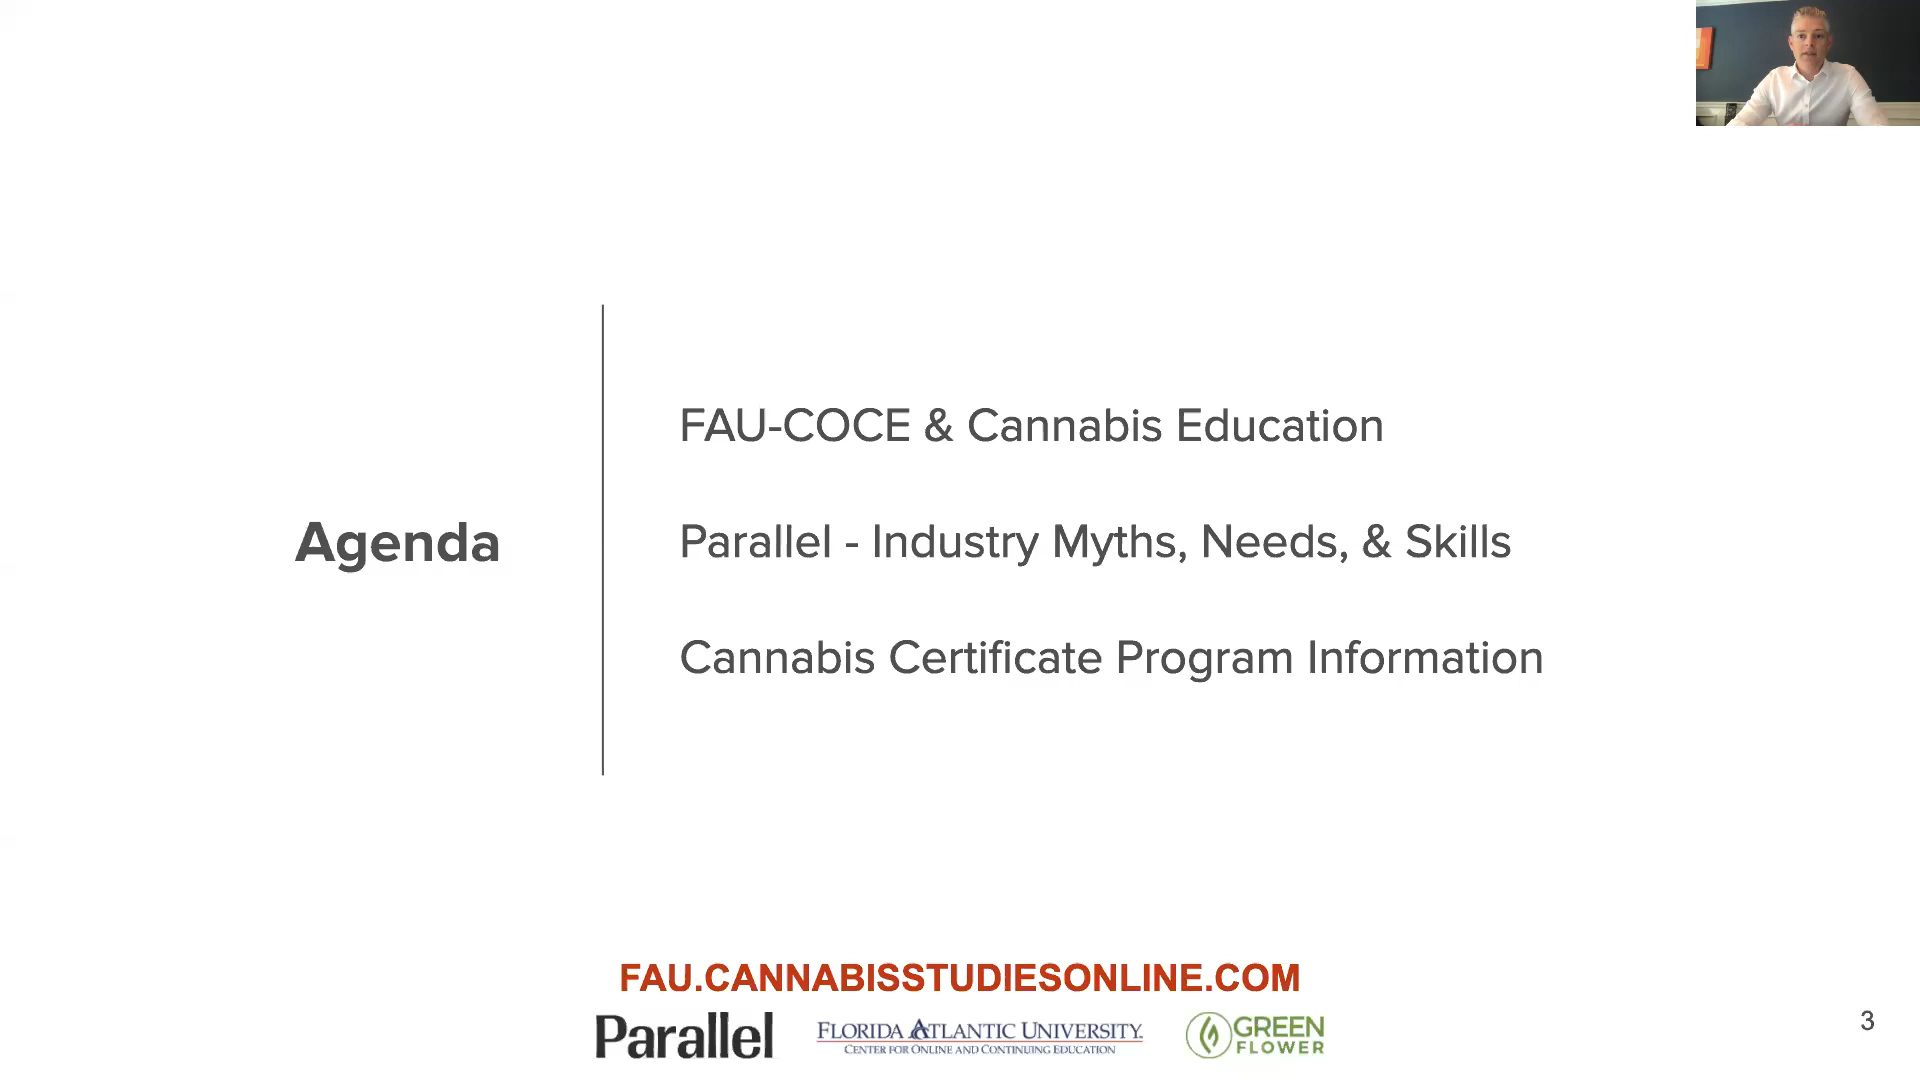 Agenda
FAU-COCE & Cannabis Education
Parallel - Industry Myths, Needs, & Skills
Cannabis Certificate Program Information
FAU.CANNABISSTUDIESONLINE.COM
Parallel
FLORIDA ATLANTIC UNIVERSITY.
CENTER FOR ONLINE AND CONTINUING EDUCATION
GREEN
FLOWER
3